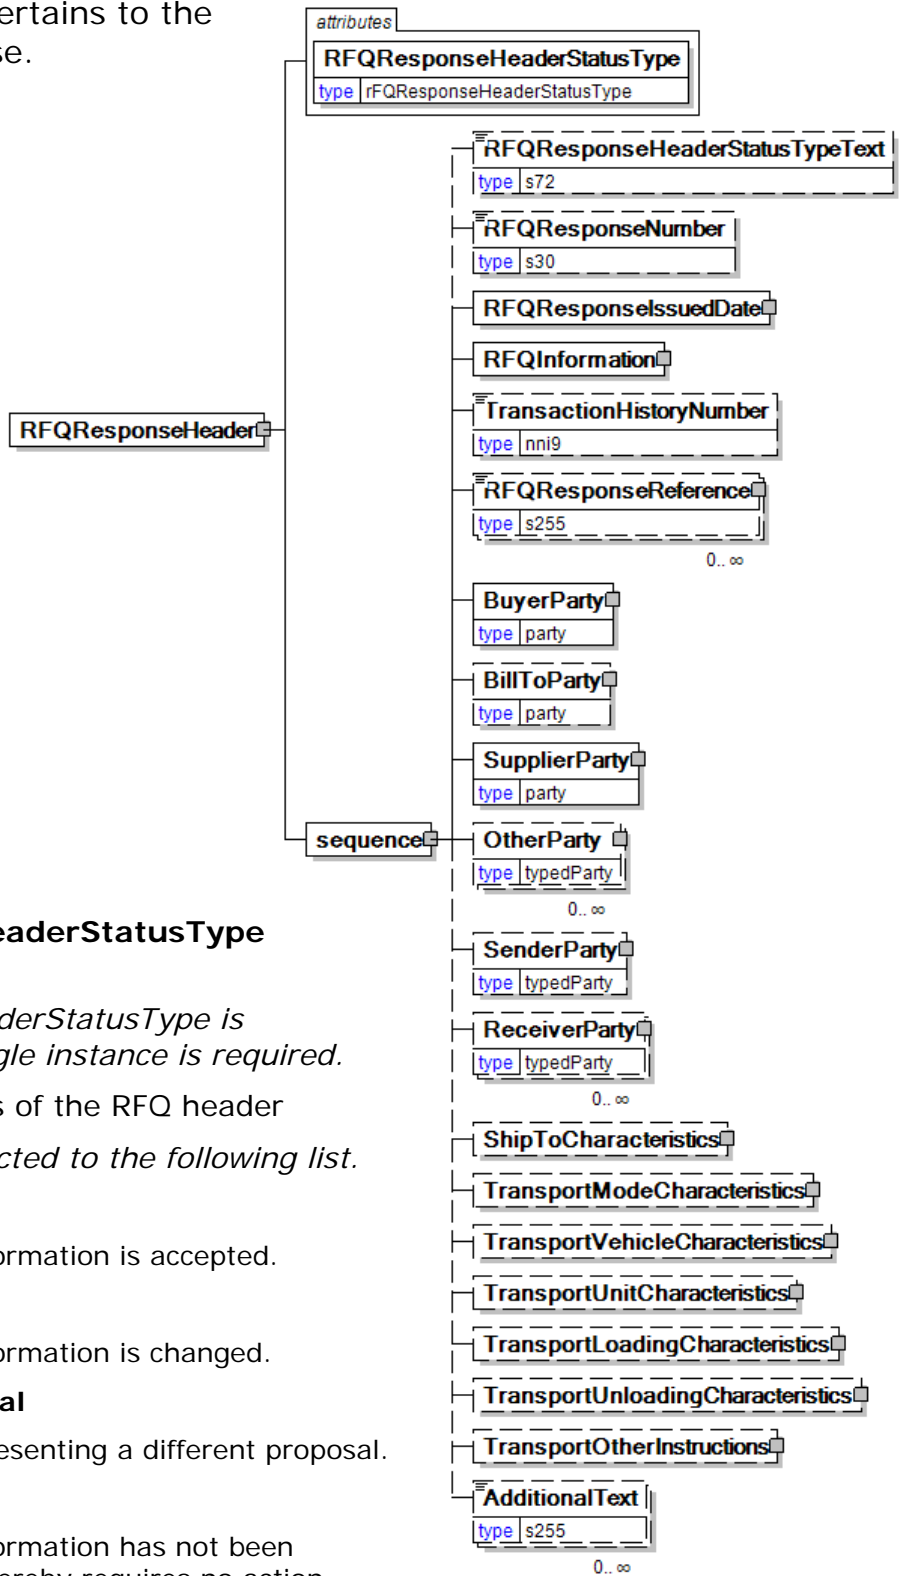 ertains to the
se.
attributes
RFQResponseHeaderStatusType
type rFQResponseHeaderStatusType
RFQResponseHeaderStatusTypeText
type s72
RFQResponseNumber
type s30
RFQResponseIssuedDate
RFQInformation
TransactionHistoryNumber
type nni9
RFQResponseHeader
RFQResponseReference
type s255
0.. ∞
BuyerParty
type party
BillToParty
type party
SupplierParty
type party
sequence
OtherParty
type typedParty
0.. ∞
eaderStatusType
SenderParty
type typedParty
derStatusType is
gle instance is required.
ReceiverParty
type typedParty
0.. ∞
s of the RFQ header
cted to the following list.
ShipToCharacteristics
TransportModeCharacteristics
TransportVehicleCharacteristics
ormation is accepted.
TransportUnitCharacteristics
TransportLoadingCharacteristics
ormation is changed.
TransportUnloadingCharacteristics
al
TransportOtherInstructions
esenting a different proposal.
AdditionalText
type s255
0.. ∞
ormation has not been
ereby requires no action